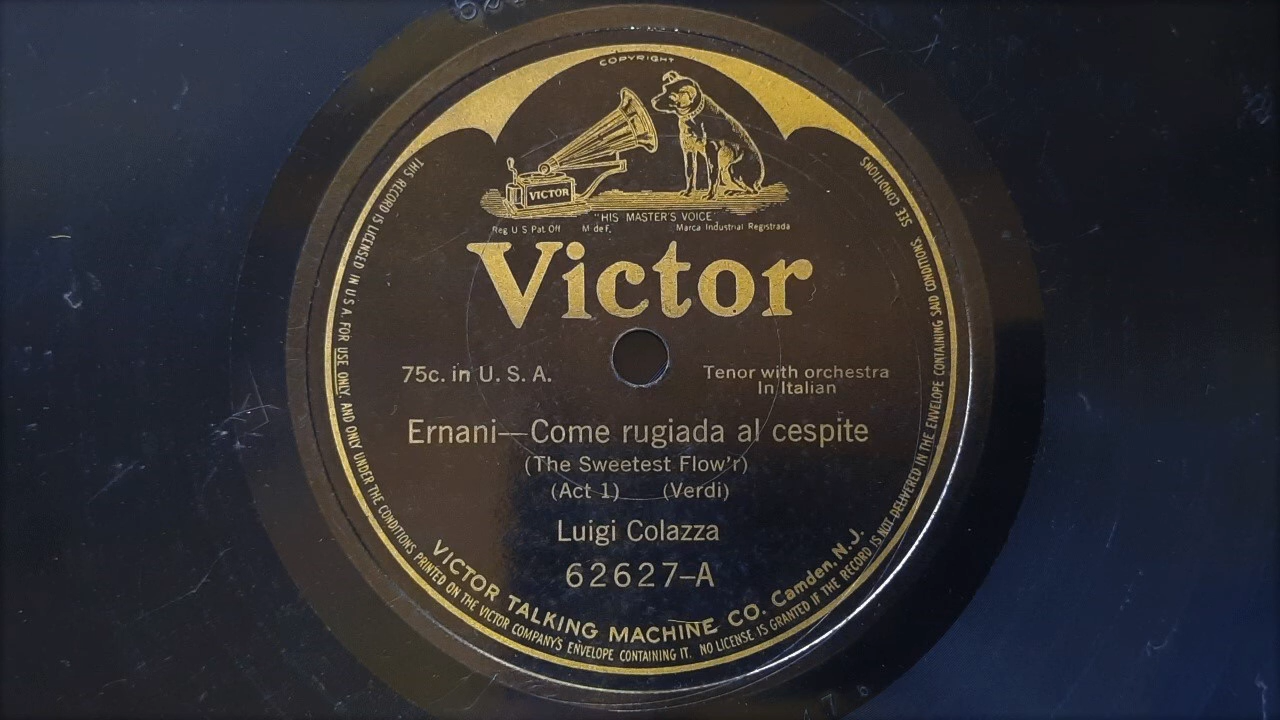 COPYRIGHT
VICTOR
"HIS MASTER'S VOICE"
Reg U S Pat Off M de F. Marca Industrial Registrada
Victor
75c. in U. S. A.
Tenor with orchestra
In Italian
Ernani—Come rugiada al cespite
(The Sweetest Flow'r)
(Act 1) (Verdi)
Luigi Colazza
62627-A
VICTOR TALKING MACHINE CO. Camden, N.J.
THIS RECORD IS LICENSED IN U.S.A. FOR USE ONLY, AND ONLY UNDER THE CONDITIONS PRINTED ON THE VICTOR COMPANY'S ENVELOPE CONTAINING IT. NO LICENSE IS GRANTED IF THE RECORD IS NOT DELIVERED IN THE ENVELOPE CONTAINING SAID CONDITIONS. SEE CONDITIONS